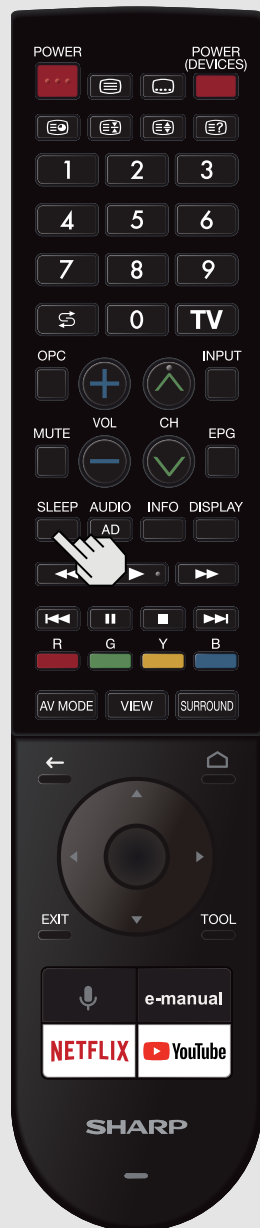 POWER POWER
(DEVICES)
1 2 3
4 5 6
7 8 9
0 TV
OPC INPUT
VOL CH
MUTE EPG
SLEEP AUDIO INFO DISPLAY
AD
R G Y B
AV MODE VIEW SURROUND
EXIT TOOL
e-manual
NETFLIX YouTube
SHARP